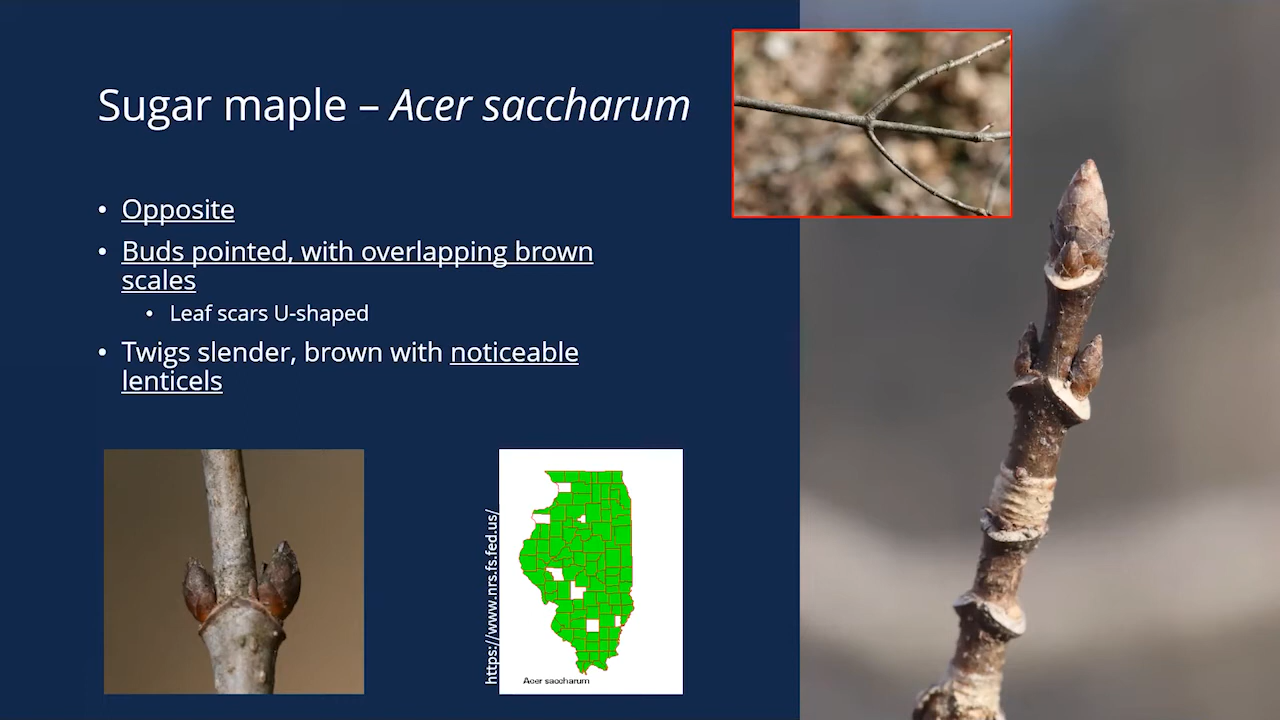 Sugar maple – Acer saccharum
• Opposite
• Buds pointed, with overlapping brown
scales
• Leaf scars U-shaped
• Twigs slender, brown with noticeable
lenticels
https://www.nrs.fs.fed.us/
Acer saccharum